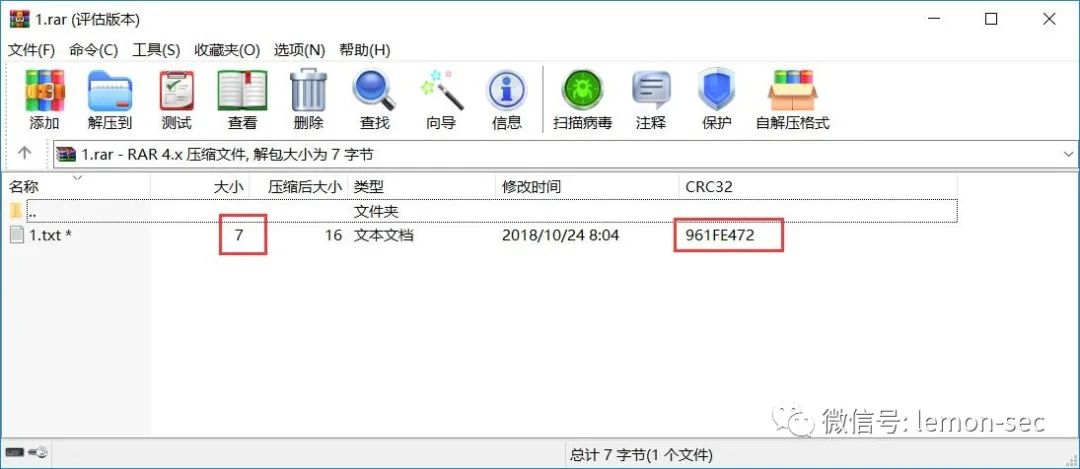 1.rar (评估版本)
文件(F) 命令(C) 工具(S) 收藏夹(O) 选项(N) 帮助(H)
添加 解压到 测试 查看 删除 查找 向导 信息 扫描病毒 注释 保护 自解压格式
1.rar - RAR 4.x 压缩文件, 解包大小为 7 字节
名称 大小 压缩后大小 类型 修改时间 CRC32
.. 文件夹
1.txt * 7 16 文本文档 2018/10/24 8:04 961FE472
微信号: lemon-sec
总计 7 字节(1 个文件)